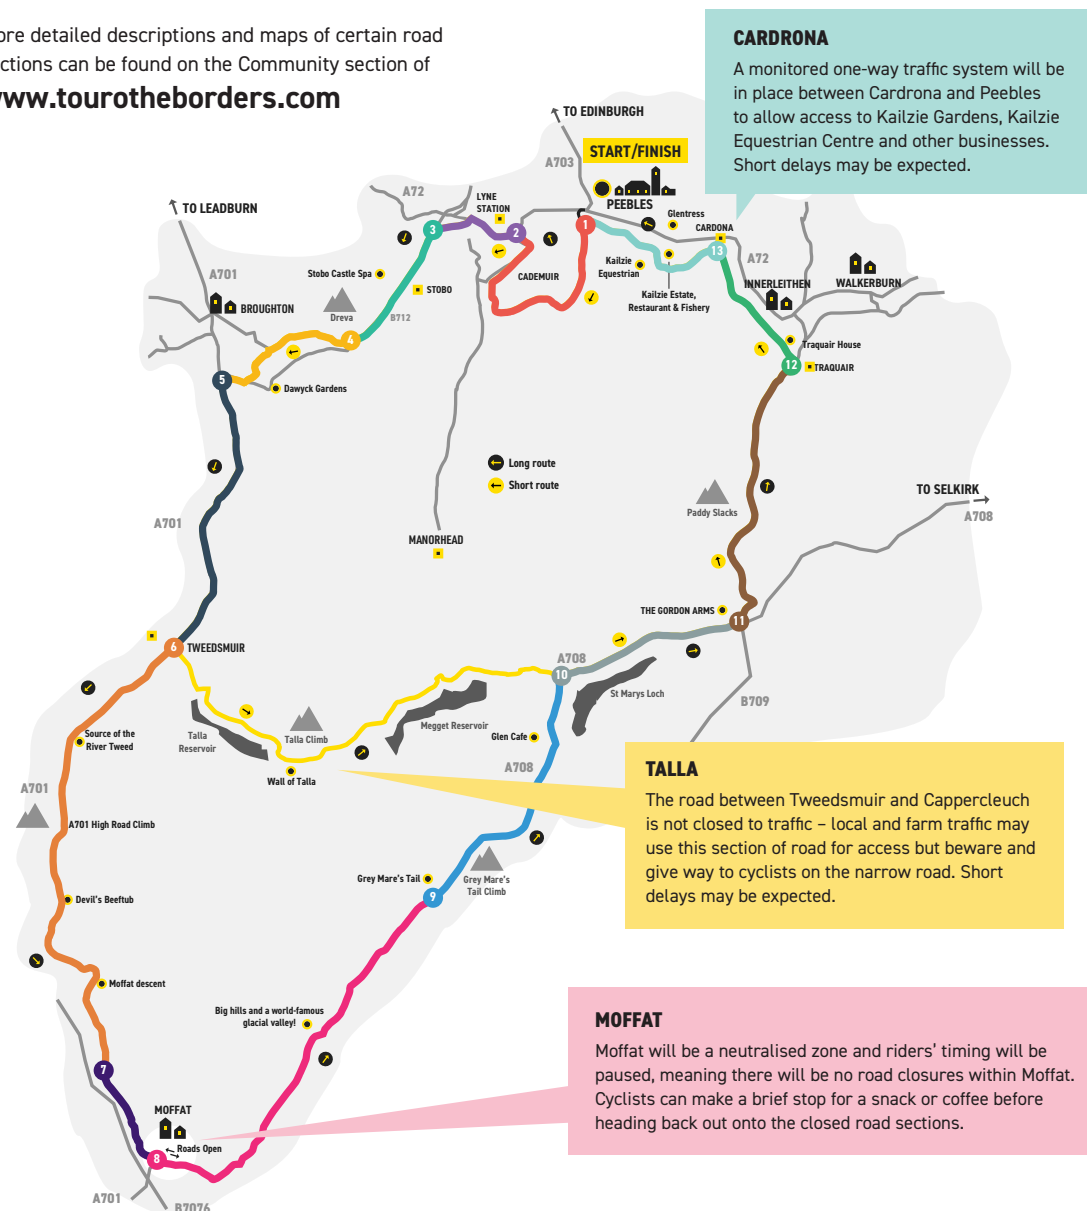 ore detailed descriptions and maps of certain road
ctions can be found on the Community section of
www.tourotheborders.com
CARDRONA
A monitored one-way traffic system will be
in place between Cardrona and Peebles
to allow access to Kailzie Gardens, Kailzie
Equestrian Centre and other businesses.
Short delays may be expected.
TO EDINBURGH
START/FINISH
A703
PEEBLES
A72
LYNE
STATION
TO LEADBURN
Glentress
CARDONA
1
2
3
13
CADEMUIR
Kailzie
Equestrian
Kailzie Estate,
Restaurant & Fishery
A72
INNERLEITHEN
WALKERBURN
A701
BROUGHTON
Stobo Castle Spa
STOBO
Dreva
B712
4
5
Dawyck Gardens
Traquair House
12
TRAQUAIR
Long route
Short route
A701
MANORHEAD
Paddy Slacks
TO SELKIRK
A708
THE GORDON ARMS
11
6
TWEEDSMUIR
A708
10
St Marys Loch
B709
Talla
Reservoir
Talla Climb
Megget Reservoir
Glen Cafe
Wall of Talla
A708
Source of the
River Tweed
A701
A701 High Road Climb
TALLA
The road between Tweedsmuir and Cappercleuch
is not closed to traffic – local and farm traffic may
use this section of road for access but beware and
give way to cyclists on the narrow road. Short
delays may be expected.
Grey Mare's Tail
9
Grey Mare's
Tail Climb
Devil's Beeftub
Moffat descent
Big hills and a world-famous
glacial valley!
7
MOFFAT
Roads Open
8
A701
B7076
MOFFAT
Moffat will be a neutralised zone and riders' timing will be
paused, meaning there will be no road closures within Moffat.
Cyclists can make a brief stop for a snack or coffee before
heading back out onto the closed road sections.